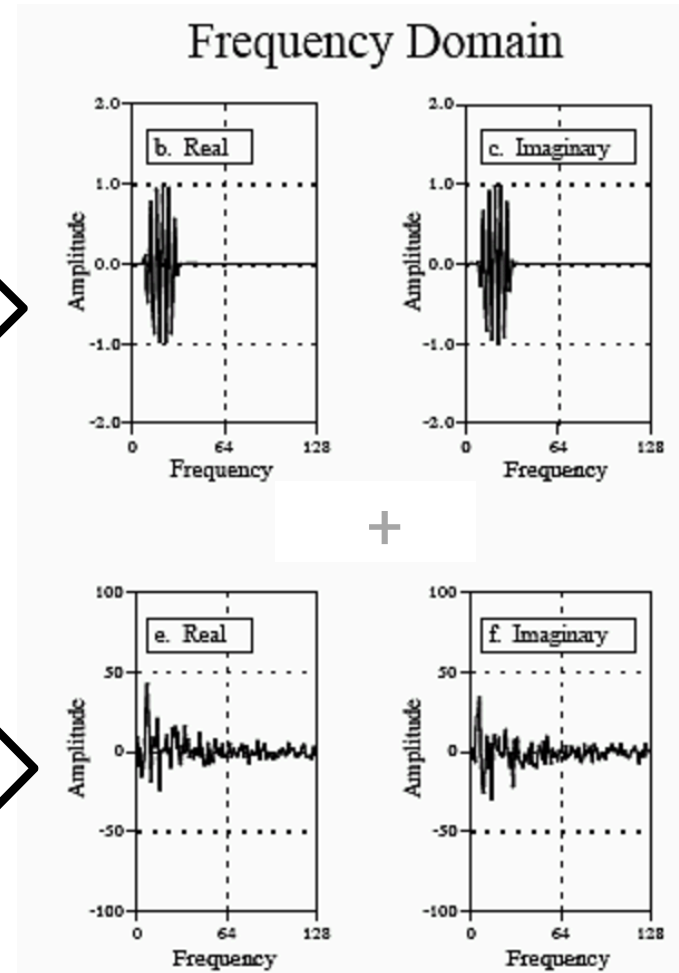 Frequency Domain
2.0
1.0
0.0
-1.0
-2.0
Amplitude
b. Real
0 64 128
Frequency
2.0
1.0
0.0
-1.0
-2.0
Amplitude
c. Imaginary
0 64 128
Frequency
+
100
50
0
-50
-100
Amplitude
e. Real
0 64 128
Frequency
100
50
0
-50
-100
Amplitude
f. Imaginary
0 64 128
Frequency